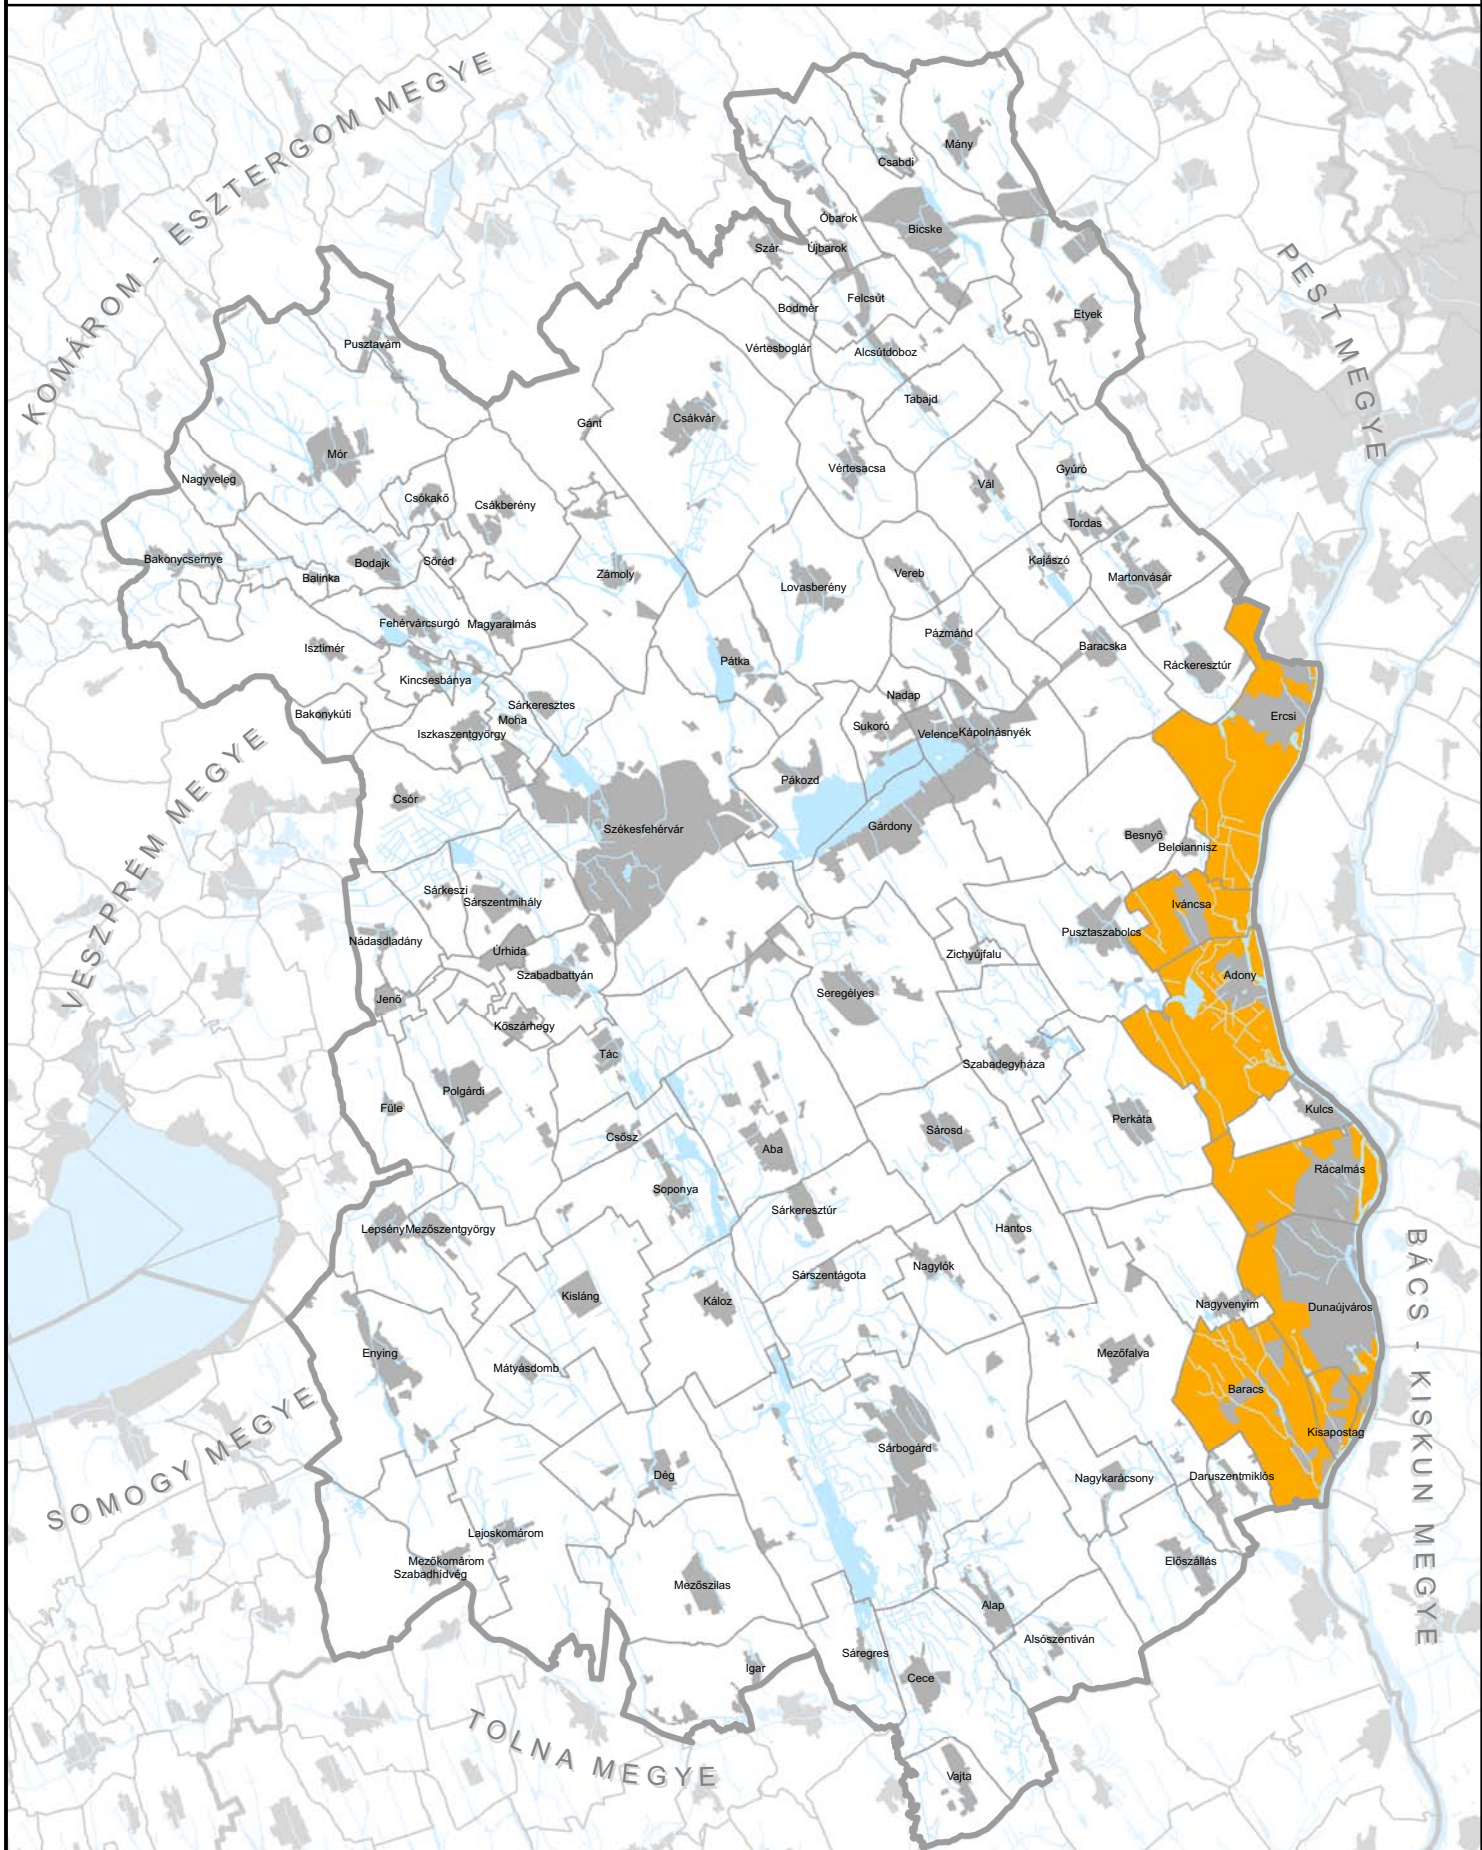 KOMÁROM - ESZTERGOM MEGYE
PEST MEGYE
Mány
Csabdi
Óbarok
Bicske
Szár
Újbarok
Felcsút
Bodmér
Etyek
Pusztavám
Vértesboglár
Alcsútdoboz
Tabajd
Csákvár
Gánt
Mór
Vértesacsa
Gyúró
Nagyveleg
Vál
Csókakő
Csákberény
Tordas
Bakonycsernye
Bodajk
Söréd
Kajászó
Balinka
Zámoly
Vereb
Martonvásár
Lovasberény
Fehérvárcsurgó
Magyaralmás
Pázmánd
Isztimér
Baracska
Pátka
Ráckeresztúr
Kincsesbánya
Nadap
Sárkeresztes
Bakonykúti
Moha
Ercsi
Iszkaszentgyörgy
Sukoró
Velence
Kápolnásnyék
VESZPRÉM MEGYE
Pákozd
Csór
Székesfehérvár
Gárdony
Besnyő
Beloiannisz
Sárkeszi
Sárszentmihály
Iváncsa
Pusztaszabolcs
Nádasdladány
Úrhida
Zichyújfalu
Szabadbattyán
Adony
Jenő
Seregélyes
Kőszárhegy
Tác
Szabadegyháza
Polgárdi
Füle
Kulcs
Perkáta
Csősz
Sárosd
Aba
Rácalmás
Soponya
Sárkeresztúr
Lepsény
Mezőszentgyörgy
Hantos
Nagylók
Sárszentágota
Kisláng
Káloz
Nagyvenyim
Dunaújváros
BÁCS - KISKUN MEGYE
Enying
Mátyásdomb
Mezőfalva
Baracs
SOMOGY MEGYE
Kisapostag
Sárbogárd
Dég
Nagykarácsony
Daruszentmiklós
Lajoskomárom
Mezőkomárom
Szabadhídvég
Előszállás
Mezőszilas
Alap
Alsószentiván
Sáregres
Igar
Cece
TOLNA MEGYE
Vajta